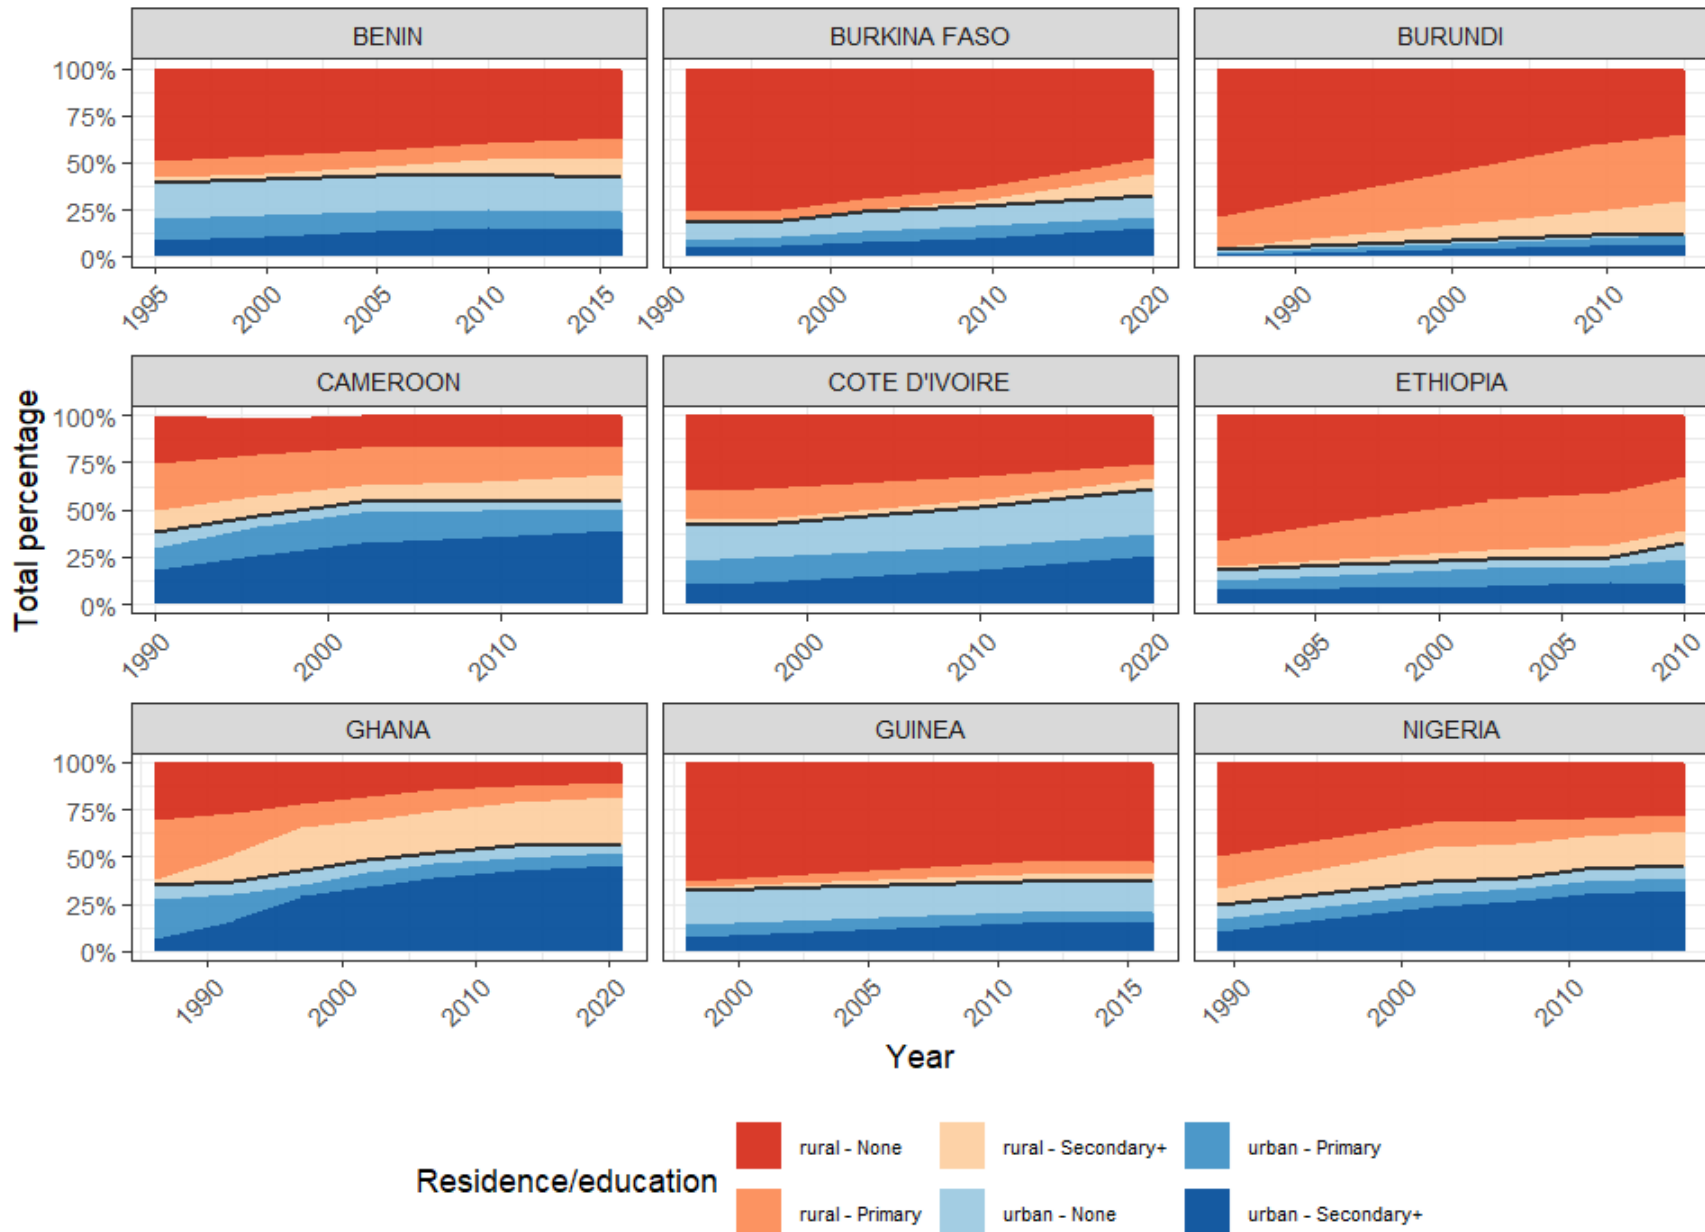 BENIN
BURKINA FASO
BURUNDI
100%
75%
50%
25%
0%
1995
2000
2005
2010
2015
1990
2000
2010
2020
1990
2000
2010
CAMEROON
COTE D'IVOIRE
ETHIOPIA
100%
75%
50%
25%
0%
1990
2000
2010
2000
2010
2020
1995
2000
2005
2010
GHANA
GUINEA
NIGERIA
100%
75%
50%
25%
0%
1990
2000
2010
2020
2000
2005
2010
2015
1990
2000
2010
Total percentage
Year
Residence/education
rural - None
rural - Secondary+
urban - Primary
rural - Primary
urban - None
urban - Secondary+